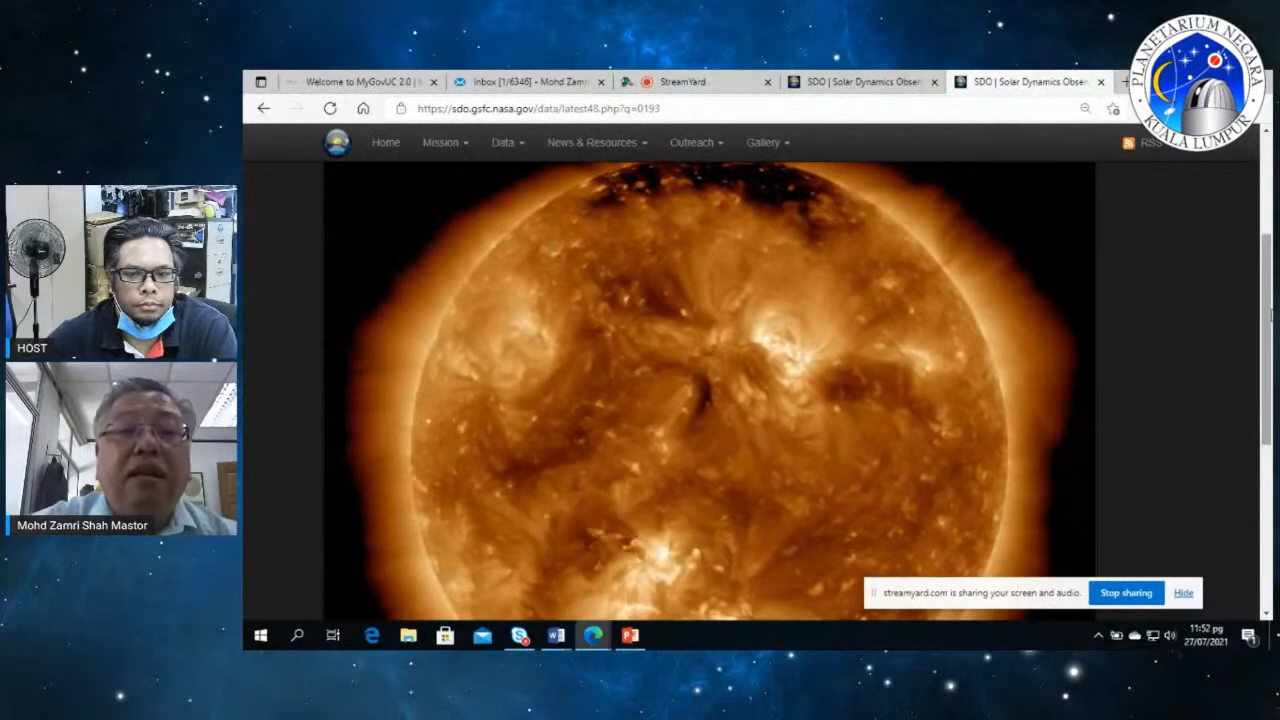 PLANETARIUM NEGARA
KUALA LUMPUR
Welcome to MyGovUC 2.0 |
Inbox [1/6346] - Mohd Zamr
StreamYard
SDO | Solar Dynamics Obser
SDO | Solar Dynamics Obser
https://sdo.gsfc.nasa.gov/data/latest48.php?q=0193
Home
Mission
Data
News & Resources
Outreach
Gallery
RSS
HOST
Mohd Zamri Shah Mastor
streamyard.com is sharing your screen and audio.
Stop sharing
Hide
11:52 pg
27/07/2021